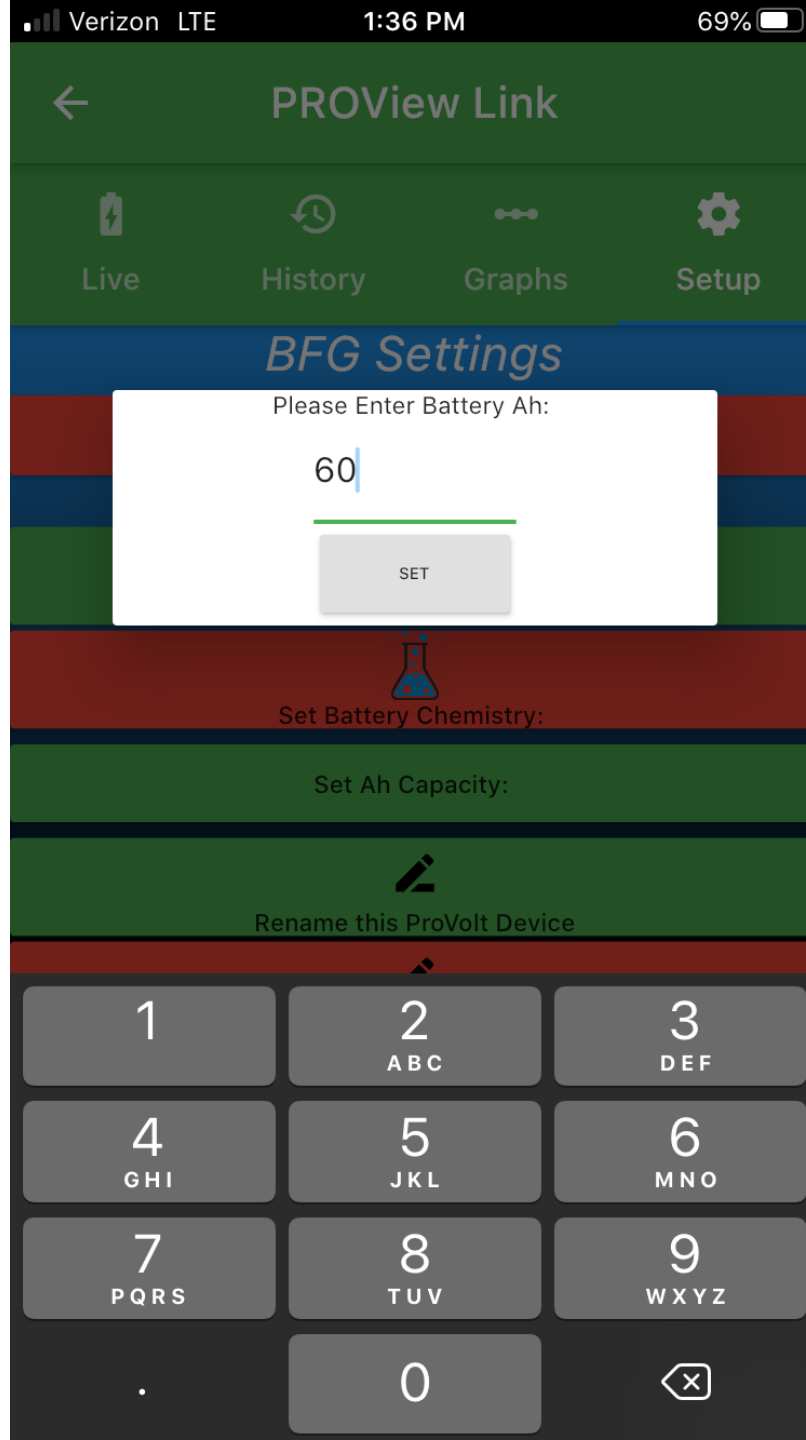 Verizon LTE 1:36 PM 69%
PROView Link
Live History Graphs Setup
BFG Settings
Please Enter Battery Ah:
60
SET
Set Battery Chemistry:
Set Ah Capacity:
Rename this ProVolt Device
1 2 3
ABC DEF
4 5 6
GHI JKL MNO
7 8 9
PQRS TUV WXYZ
. 0